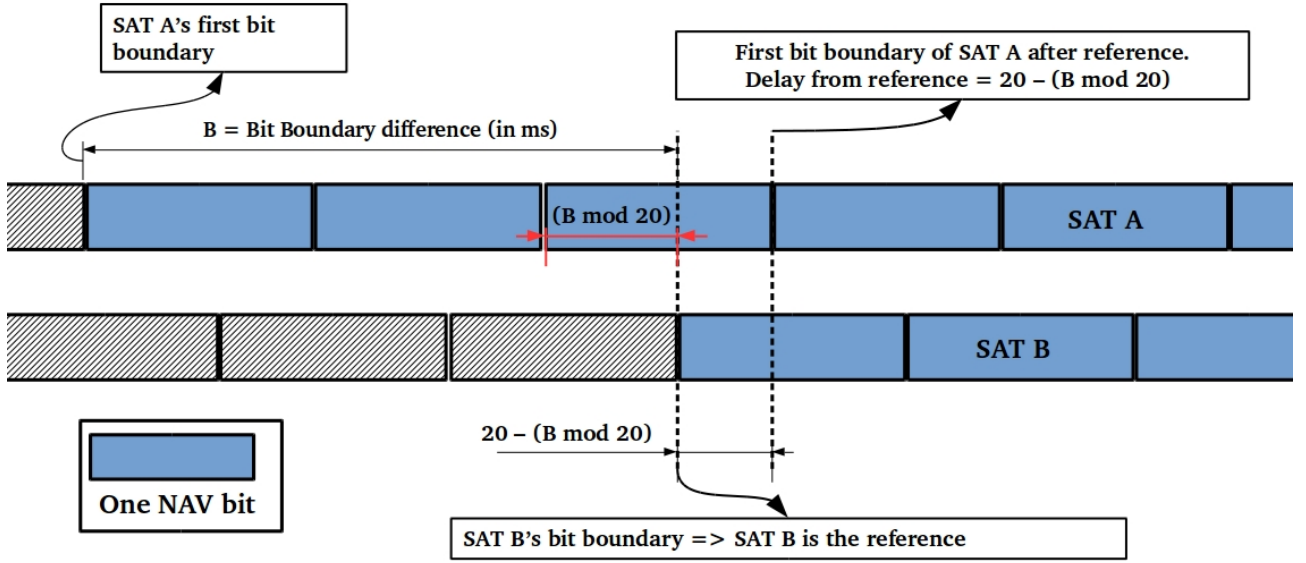 SAT A's first bit
boundary
First bit boundary of SAT A after reference.
Delay from reference = 20 – (B mod 20)
B = Bit Boundary difference (in ms)
(B mod 20)
SAT A
SAT B
20 – (B mod 20)
One NAV bit
SAT B's bit boundary => SAT B is the reference